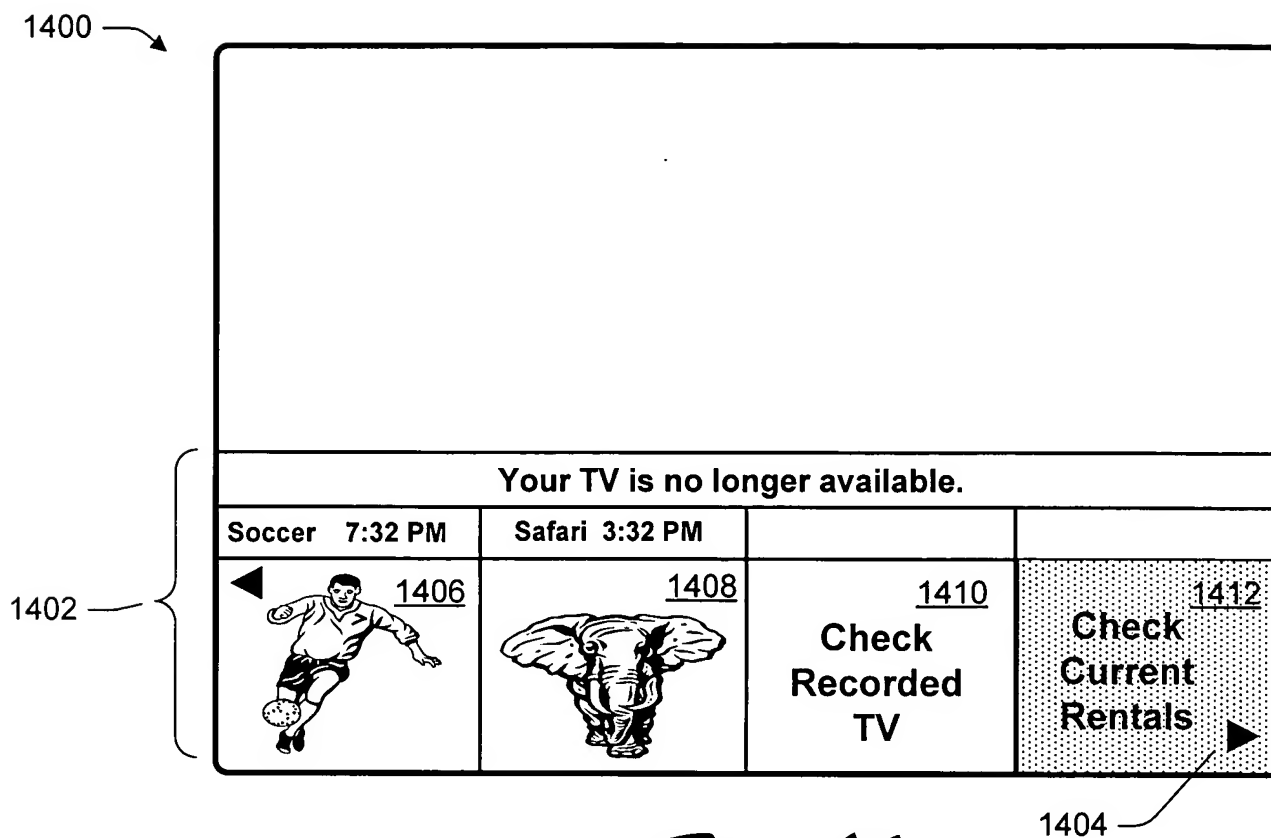 1400
Your TV is no longer available.
Soccer 7:32 PM
Safari 3:32 PM
1402
1406
1408
1410
Check
Recorded
TV
1412
Check
Current
Rentals
1404